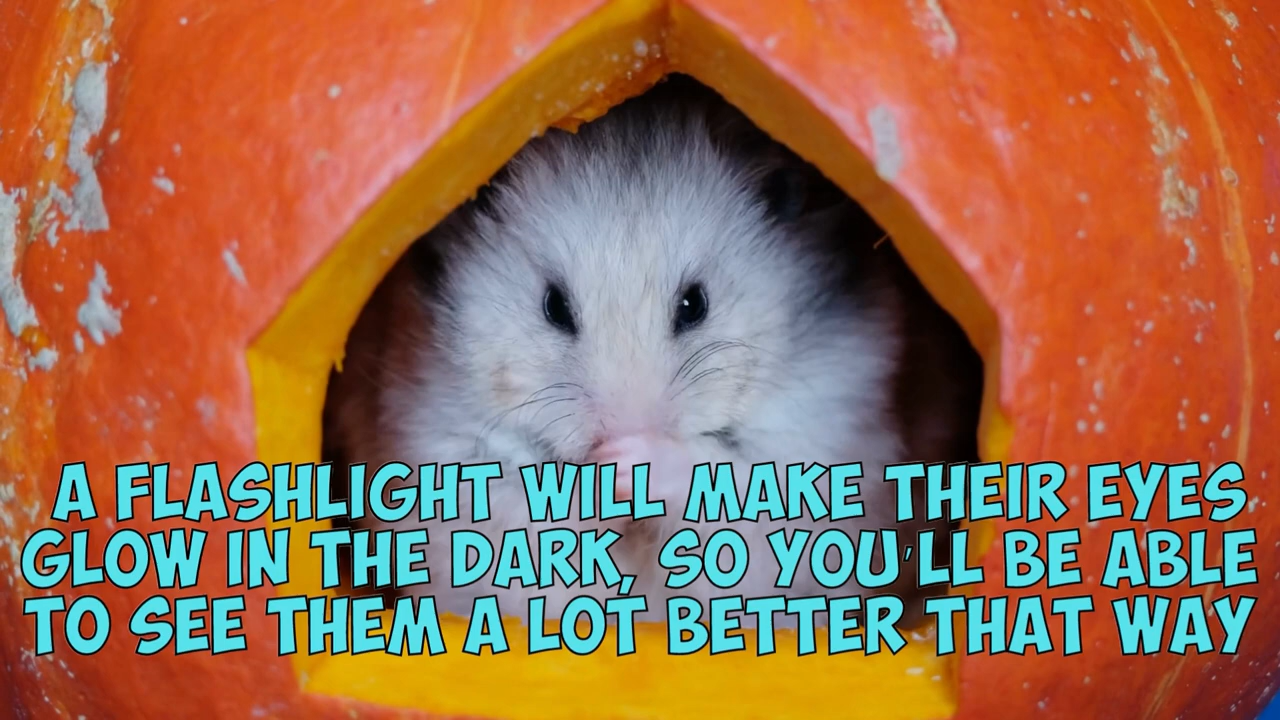 A FLASHLIGHT WILL MAKE THEIR EYES
GLOW IN THE DARK, SO YOU'LL BE ABLE
TO SEE THEM A LOT BETTER THAT WAY